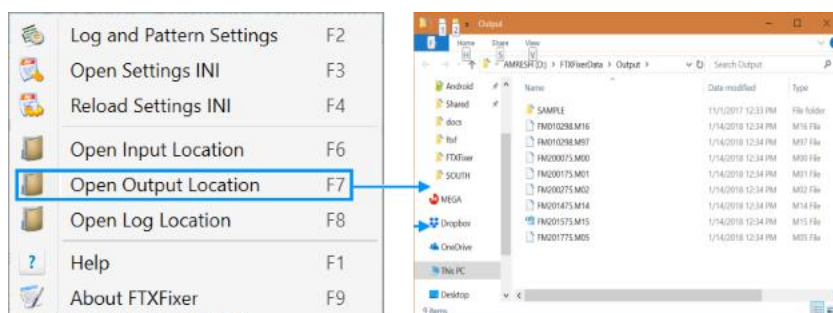 Log and Pattern Settings F2
Open Settings INI F3
Reload Settings INI F4
Open Input Location F6
Open Output Location F7
Open Log Location F8
? Help F1
About FTXFixer F9
1 2 Output
F Home Share View
H S V
AMRESH (D:) > FTXFixerData > Output > Search Output
Name Date modified Type
Android
Shared
docs
ftxf
FTXFixer
SOUTH
MEGA
Dropbox
OneDrive
This PC
Desktop
SAMPLE 11/1/2017 12:33 PM File folder
FM010298.M16 1/14/2018 12:34 PM M16 File
FM010298.M97 1/14/2018 12:34 PM M97 File
FM200075.M00 1/14/2018 12:34 PM M00 File
FM200175.M01 1/14/2018 12:34 PM M01 File
FM200275.M02 1/14/2018 12:34 PM M02 File
FM201475.M14 1/14/2018 12:34 PM M14 File
FM201575.M15 1/14/2018 12:34 PM M15 File
FM201775.M05 1/14/2018 12:34 PM M05 File
9 items